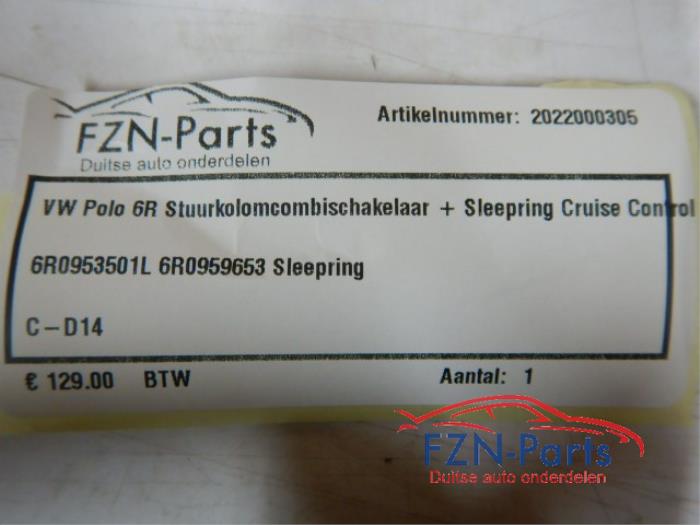 FZN-Parts
Duitse auto onderdelen
Artikelnummer: 2022000305
VW Polo 6R Stuurkolomcombischakelaar + Sleepring Cruise Control
6R0953501L 6R0959653 Sleepring
C-D14
€ 129.00 BTW
Aantal: 1
FZN-Parts
Duitse auto onderdelen